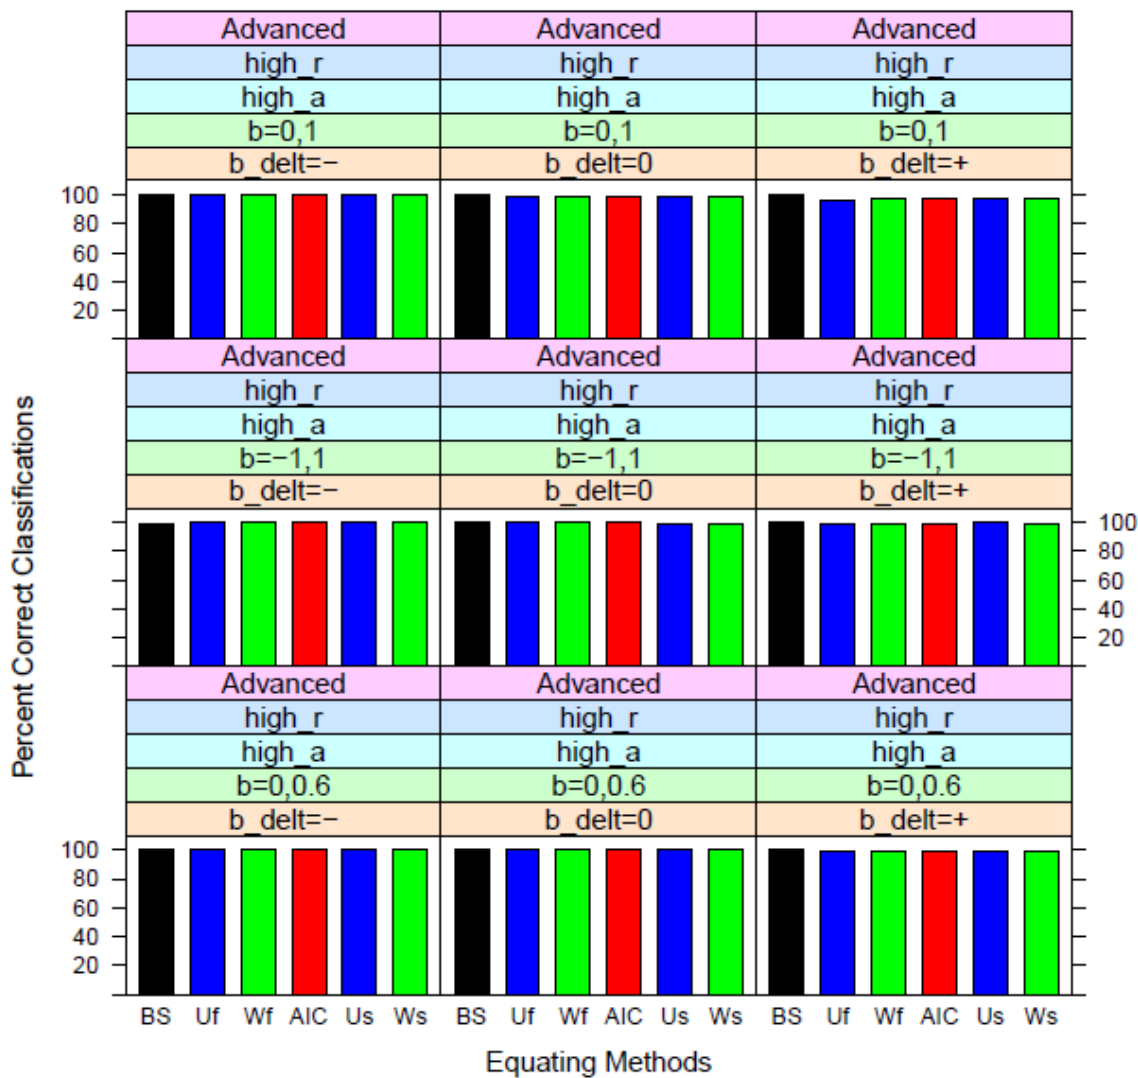 Advanced Advanced Advanced
high_r high_r high_r
high_a high_a high_a
b=0,1 b=0,1 b=0,1
b_delt=− b_delt=0 b_delt=+
100
80
60
40
20
Advanced Advanced Advanced
high_r high_r high_r
high_a high_a high_a
b=−1,1 b=−1,1 b=−1,1
b_delt=− b_delt=0 b_delt=+
100
80
60
40
20
Advanced Advanced Advanced
high_r high_r high_r
high_a high_a high_a
b=0,0.6 b=0,0.6 b=0,0.6
b_delt=− b_delt=0 b_delt=+
100
80
60
40
20
BS Uf Wf AIC Us Ws BS Uf Wf AIC Us Ws BS Uf Wf AIC Us Ws
Equating Methods
Percent Correct Classifications